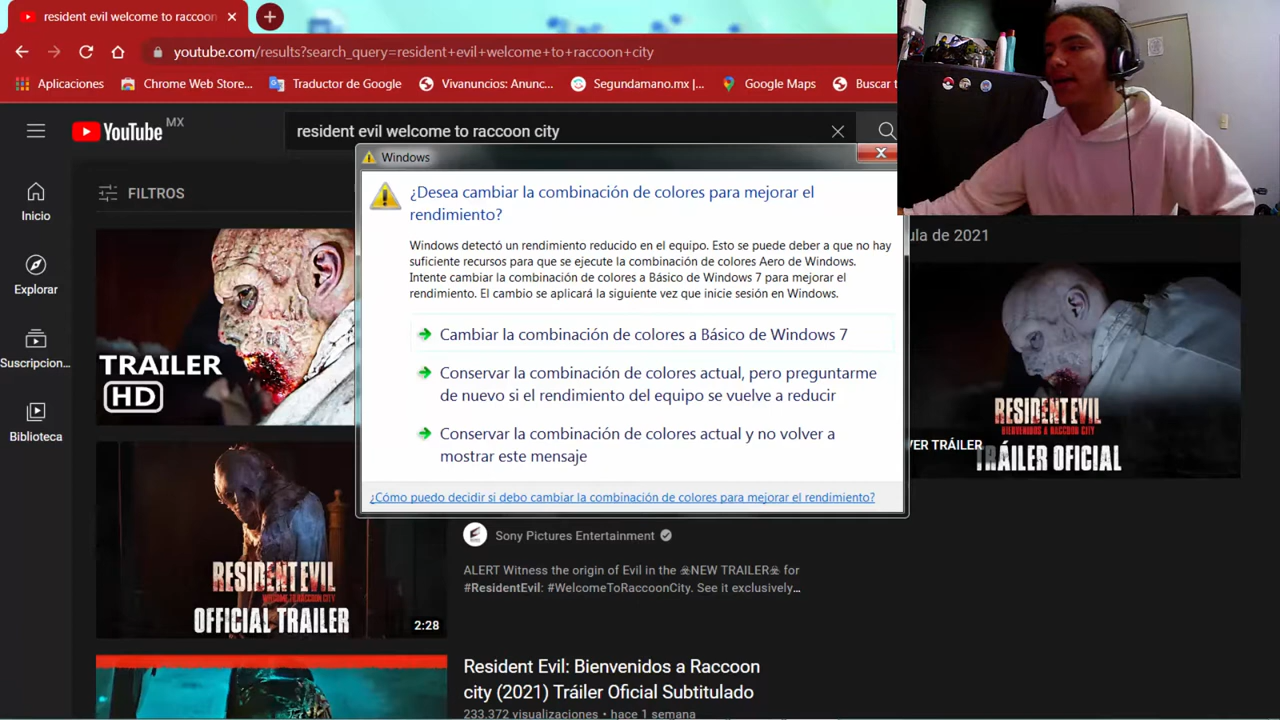 resident evil welcome to raccoon
youtube.com/results?search_query=resident+evil+welcome+to+raccoon+city
Aplicaciones
Chrome Web Store...
Traductor de Google
Vivanuncios: Anunc...
Segundamano.mx |...
Google Maps
Buscar t
YouTube MX
resident evil welcome to raccoon city
Windows
Inicio
Explorar
Suscripcion...
Biblioteca
FILTROS
TRAILER
HD
RESIDENT EVIL
WELCOME TO RACCOON CITY
OFFICIAL TRAILER
2:28
¿Desea cambiar la combinación de colores para mejorar el
rendimiento?
Windows detectó un rendimiento reducido en el equipo. Esto se puede deber a que no hay
suficiente recursos para que se ejecute la combinación de colores Aero de Windows.
Intente cambiar la combinación de colores a Básico de Windows 7 para mejorar el
rendimiento. El cambio se aplicará la siguiente vez que inicie sesión en Windows.
Cambiar la combinación de colores a Básico de Windows 7
Conservar la combinación de colores actual, pero preguntarme
de nuevo si el rendimiento del equipo se vuelve a reducir
Conservar la combinación de colores actual y no volver a
mostrar este mensaje
¿Cómo puedo decidir si debo cambiar la combinación de colores para mejorar el rendimiento?
ula de 2021
RESIDENT EVIL
BIENVENIDOS A RACCOON CITY
VER TRÁILER
TRÁILER OFICIAL
Sony Pictures Entertainment
ALERT Witness the origin of Evil in the ☣NEW TRAILER☣ for
#ResidentEvil: #WelcomeToRaccoonCity. See it exclusively...
Resident Evil: Bienvenidos a Raccoon
city (2021) Tráiler Oficial Subtitulado
233.372 visualizaciones • hace 1 semana